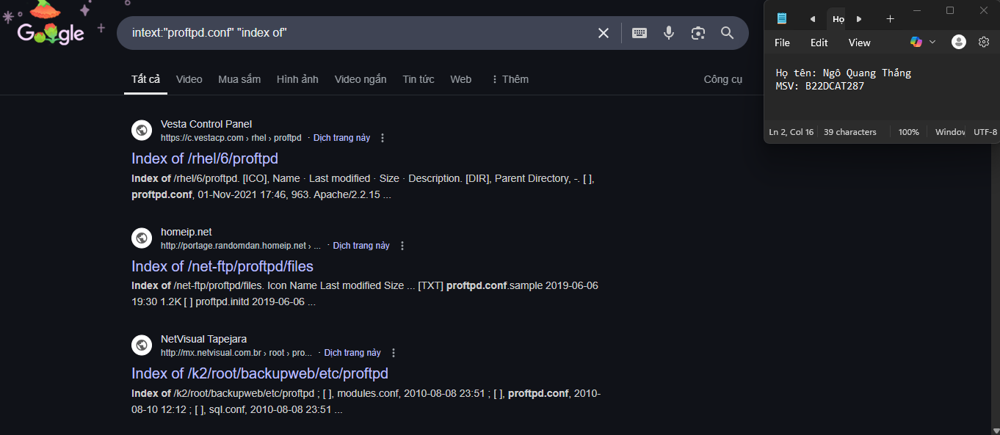 Google
intext:"proftpd.conf" "index of"
Tất cả Video Mua sắm Hình ảnh Video ngắn Tin tức Web Thêm Công cụ
Vesta Control Panel
https://c.vestacp.com › rhel › proftpd · Dịch trang này
Index of /rhel/6/proftpd
Index of /rhel/6/proftpd. [ICO], Name · Last modified · Size · Description. [DIR], Parent Directory, -. [ ],
proftpd.conf, 01-Nov-2021 17:46, 963. Apache/2.2.15 ...
homeip.net
http://portage.randomdan.homeip.net › ... · Dịch trang này
Index of /net-ftp/proftpd/files
Index of /net-ftp/proftpd/files. Icon Name Last modified Size ... [TXT] proftpd.conf.sample 2019-06-06
19:30 1.2K [ ] proftpd.initd 2019-06-06 ...
NetVisual Tapejara
http://mx.netvisual.com.br › root › pro... · Dịch trang này
Index of /k2/root/backupweb/etc/proftpd
Index of /k2/root/backupweb/etc/proftpd ; [ ], modules.conf, 2010-08-08 23:51 ; [ ], proftpd.conf, 2010-
08-10 12:12 ; [ ], sql.conf, 2010-08-08 23:51 ...
Họ
File Edit View
Họ tên: Ngô Quang Thắng
MSV: B22DCAT287
Ln 2, Col 16 39 characters 100% Window UTF-8